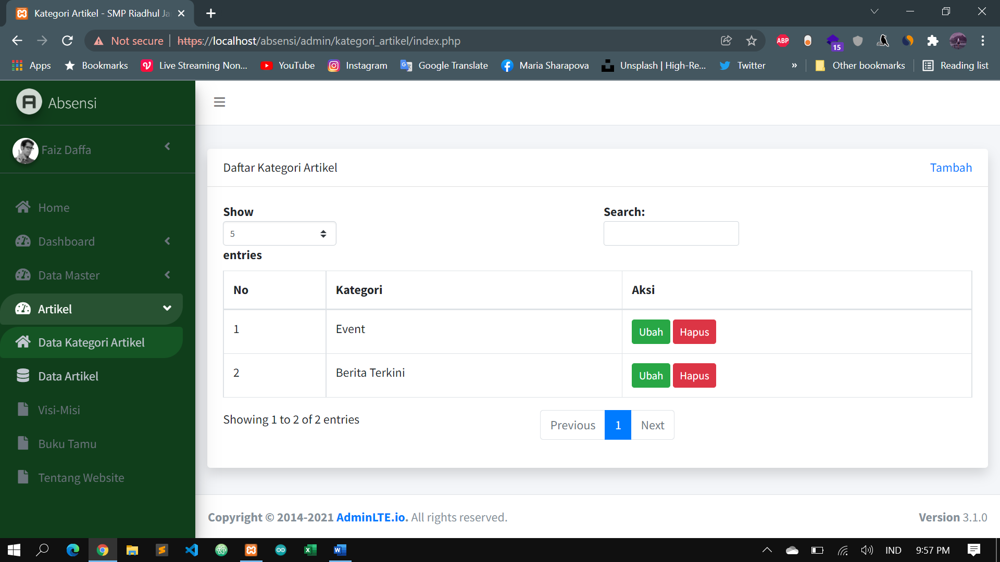 Kategori Artikel - SMP Riadhul Ja
Not secure | https://localhost/absensi/admin/kategori_artikel/index.php
ABP
15
Apps
Bookmarks
Live Streaming Non...
YouTube
Instagram
Google Translate
Maria Sharapova
Unsplash | High-Re...
Twitter
»
Other bookmarks
Reading list
Absensi
Faiz Daffa
Home
Dashboard
Data Master
Artikel
Data Kategori Artikel
Data Artikel
Visi-Misi
Buku Tamu
Tentang Website
Daftar Kategori Artikel
Tambah
Show
5
entries
Search:
No Kategori Aksi
1 Event Ubah Hapus
2 Berita Terkini Ubah Hapus
Showing 1 to 2 of 2 entries
Previous 1 Next
Copyright © 2014-2021 AdminLTE.io. All rights reserved.
Version 3.1.0
IND
9:57 PM